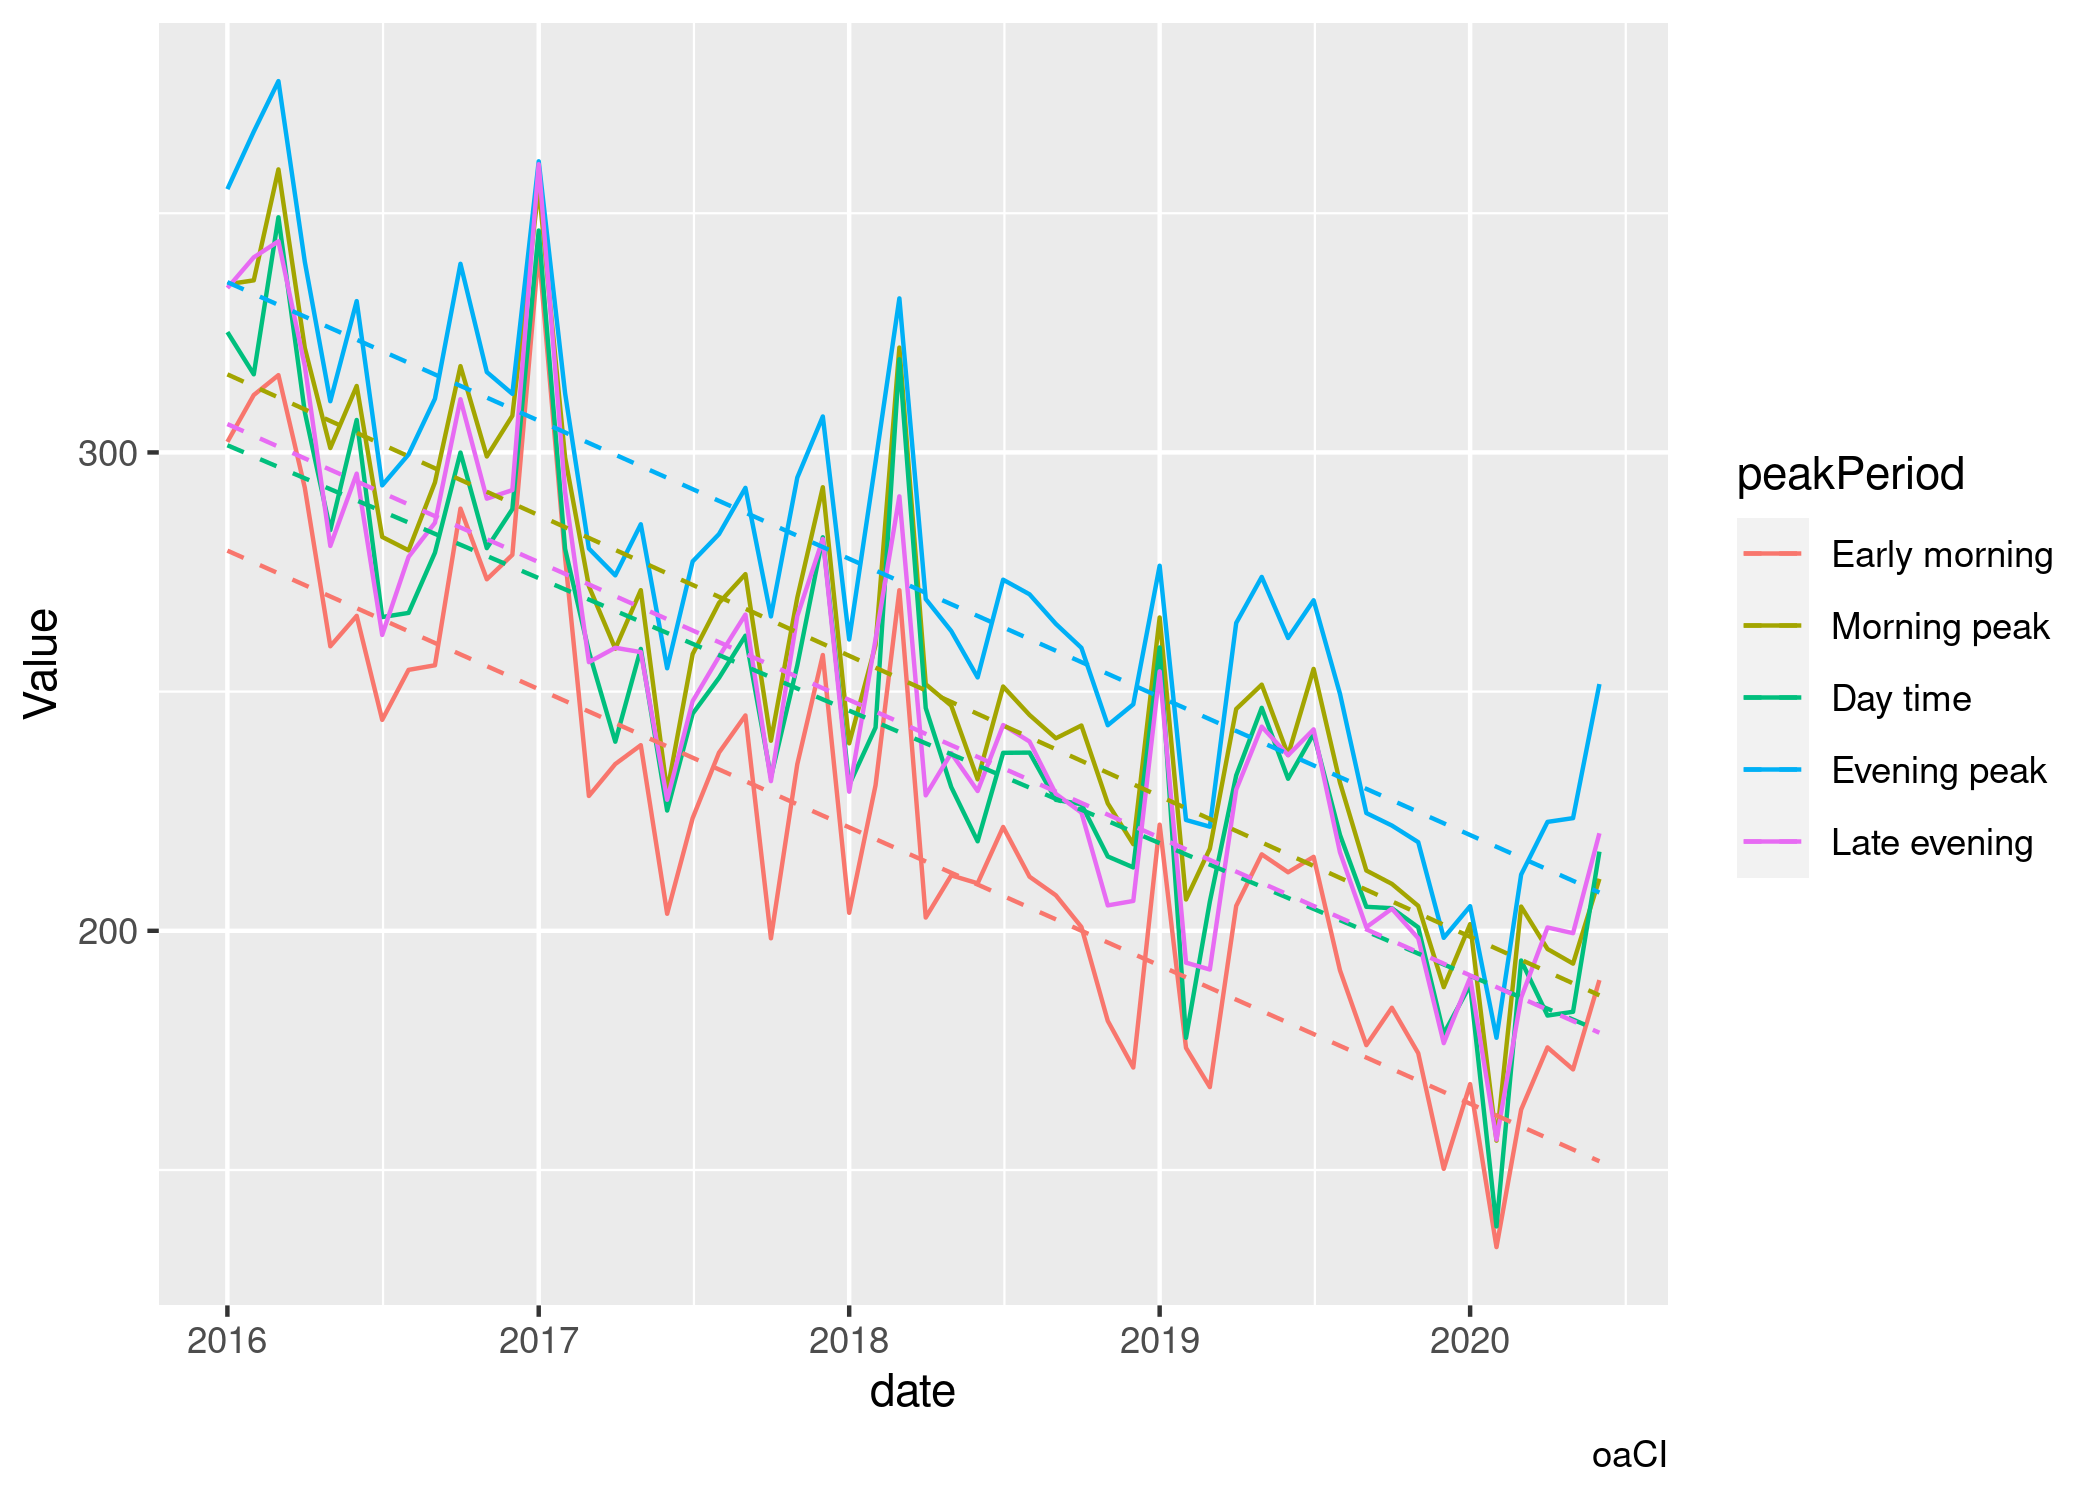 300
200
Value
2016 2017 2018 2019 2020
date
peakPeriod
Early morning
Morning peak
Day time
Evening peak
Late evening
oaCI